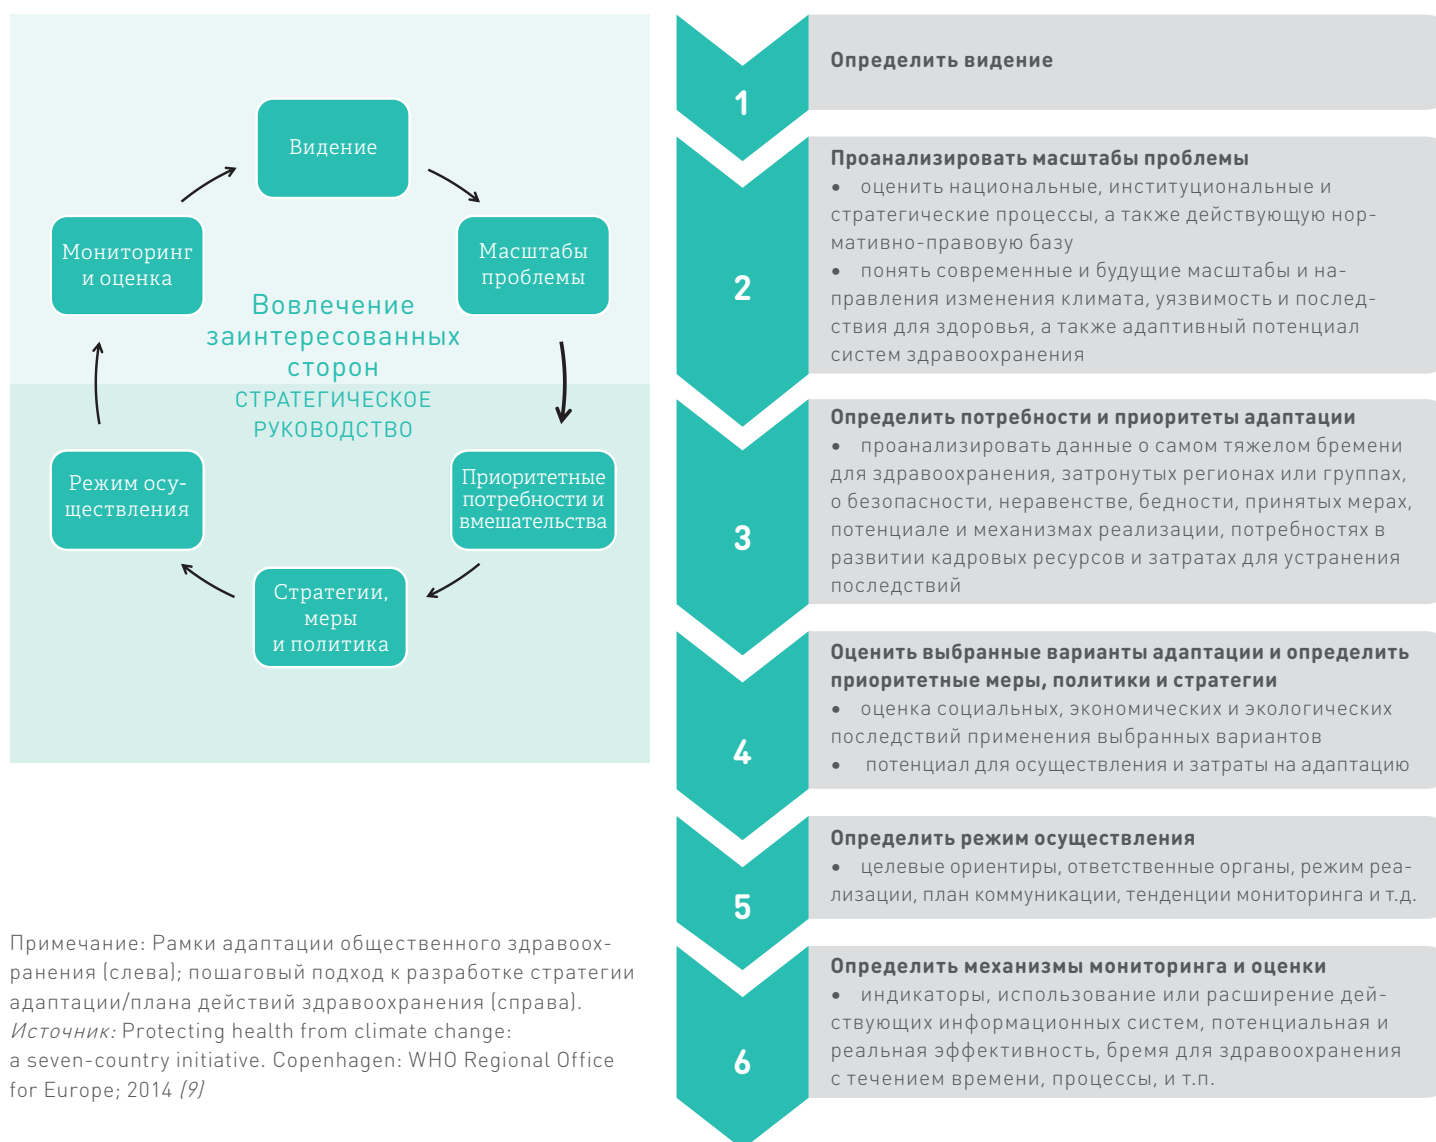 Видение
Масштабы
проблемы
Приоритетные
потребности и
вмешательства
Стратегии,
меры
и политика
Режим осу-
ществления
Мониторинг
и оценка
Вовлечение
заинтересованных
сторон
СТРАТЕГИЧЕСКОЕ
РУКОВОДСТВО
Примечание: Рамки адаптации общественного здравоох-
ранения (слева); пошаговый подход к разработке стратегии
адаптации/плана действий здравоохранения (справа).
Источник: Protecting health from climate change:
a seven-country initiative. Copenhagen: WHO Regional Office
for Europe; 2014 (9)
1
Определить видение
2
Проанализировать масштабы проблемы
• оценить национальные, институциональные и
стратегические процессы, а также действующую нор-
мативно-правовую базу
• понять современные и будущие масштабы и на-
правления изменения климата, уязвимость и послед-
ствия для здоровья, а также адаптивный потенциал
систем здравоохранения
3
Определить потребности и приоритеты адаптации
• проанализировать данные о самом тяжелом бремени
для здравоохранения, затронутых регионах или группах,
о безопасности, неравенстве, бедности, принятых мерах,
потенциале и механизмах реализации, потребностях в
развитии кадровых ресурсов и затратах для устранения
последствий
4
Оценить выбранные варианты адаптации и определить
приоритетные меры, политики и стратегии
• оценка социальных, экономических и экологических
последствий применения выбранных вариантов
• потенциал для осуществления и затраты на адаптацию
5
Определить режим осуществления
• целевые ориентиры, ответственные органы, режим реа-
лизации, план коммуникации, тенденции мониторинга и т.д.
6
Определить механизмы мониторинга и оценки
• индикаторы, использование или расширение дей-
ствующих информационных систем, потенциальная и
реальная эффективность, бремя для здравоохранения
с течением времени, процессы, и т.п.